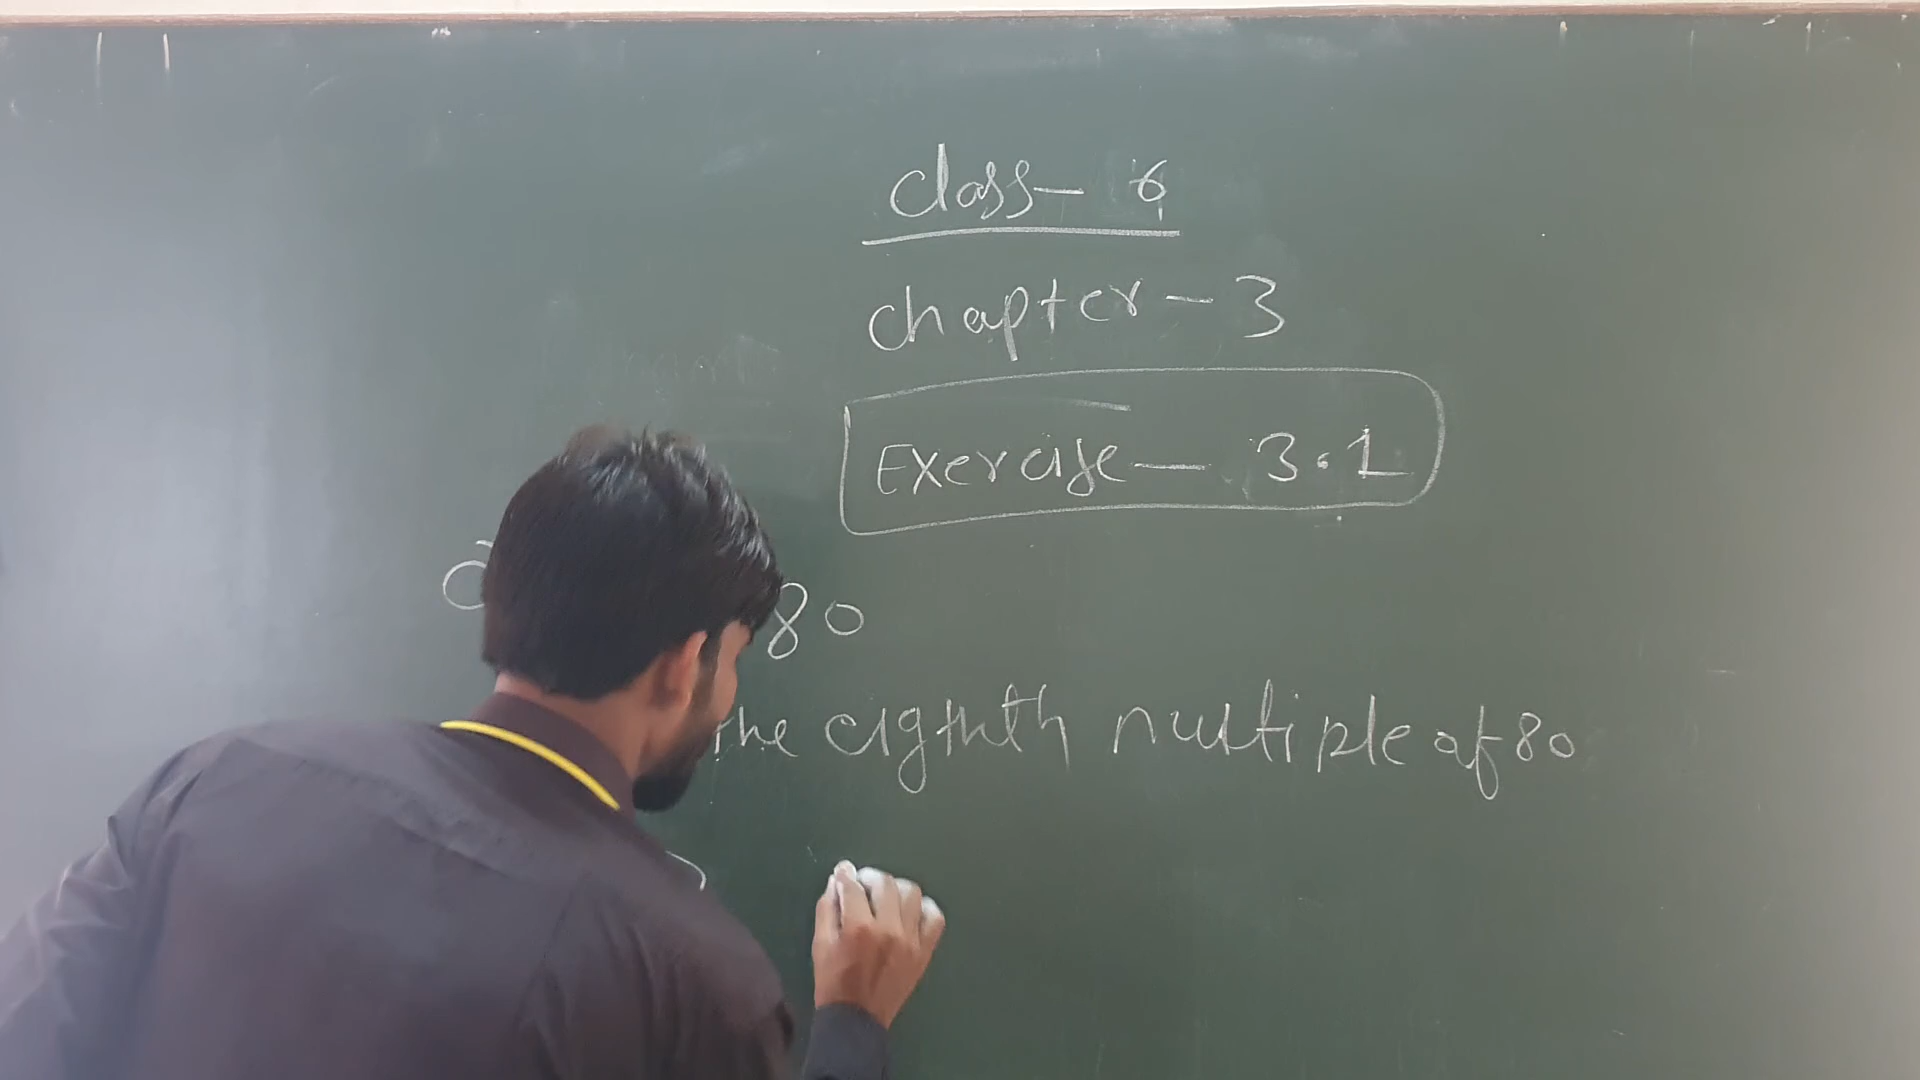 class- 6
chapter - 3
Exercise - 3.1
80
the eighth multiple of 80